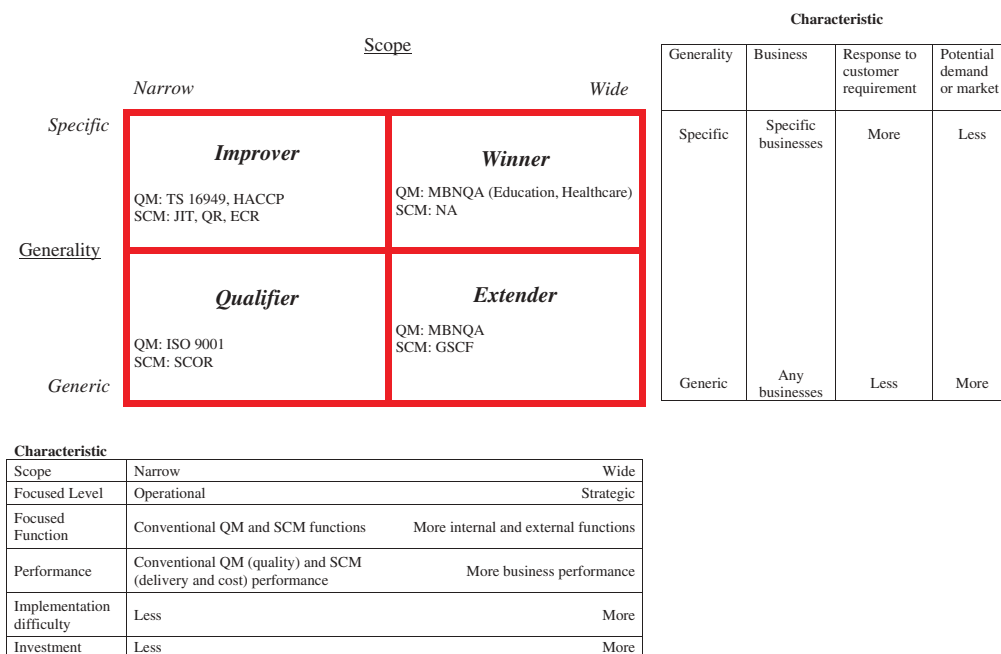 Characteristic
Scope
Narrow
Wide
Specific
Generic
Generality
Improver
QM: TS 16949, HACCP
SCM: JIT, QR, ECR
Winner
QM: MBNQA (Education, Healthcare)
SCM: NA
Qualifier
QM: ISO 9001
SCM: SCOR
Extender
QM: MBNQA
SCM: GSCF
Generality Business Response to customer requirement Potential demand or market
Specific Specific businesses More Less
Generic Any businesses Less More
Characteristic
Scope Narrow Wide
Focused Level Operational Strategic
Focused Function Conventional QM and SCM functions More internal and external functions
Performance Conventional QM (quality) and SCM (delivery and cost) performance More business performance
Implementation difficulty Less More
Investment Less More